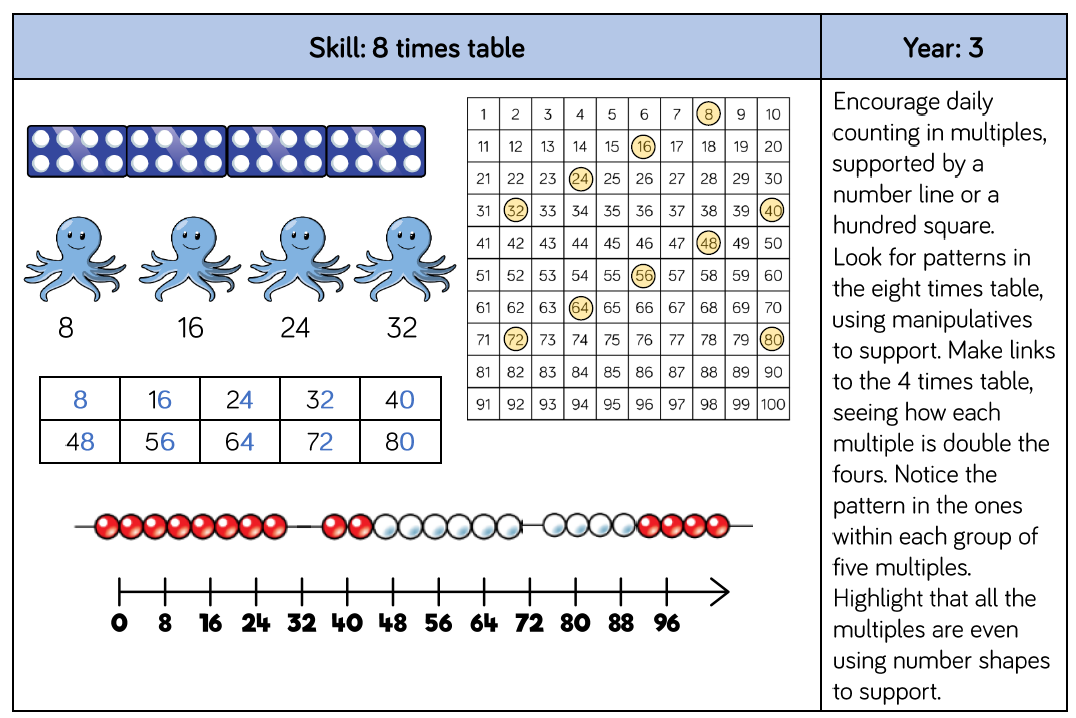 Skill: 8 times table
Year: 3
8 16 24 32
8 16 24 32 40
48 56 64 72 80
1 2 3 4 5 6 7 8 9 10
11 12 13 14 15 16 17 18 19 20
21 22 23 24 25 26 27 28 29 30
31 32 33 34 35 36 37 38 39 40
41 42 43 44 45 46 47 48 49 50
51 52 53 54 55 56 57 58 59 60
61 62 63 64 65 66 67 68 69 70
71 72 73 74 75 76 77 78 79 80
81 82 83 84 85 86 87 88 89 90
91 92 93 94 95 96 97 98 99 100
0 8 16 24 32 40 48 56 64 72 80 88 96
Encourage daily
counting in multiples,
supported by a
number line or a
hundred square.
Look for patterns in
the eight times table,
using manipulatives
to support. Make links
to the 4 times table,
seeing how each
multiple is double the
fours. Notice the
pattern in the ones
within each group of
five multiples.
Highlight that all the
multiples are even
using number shapes
to support.